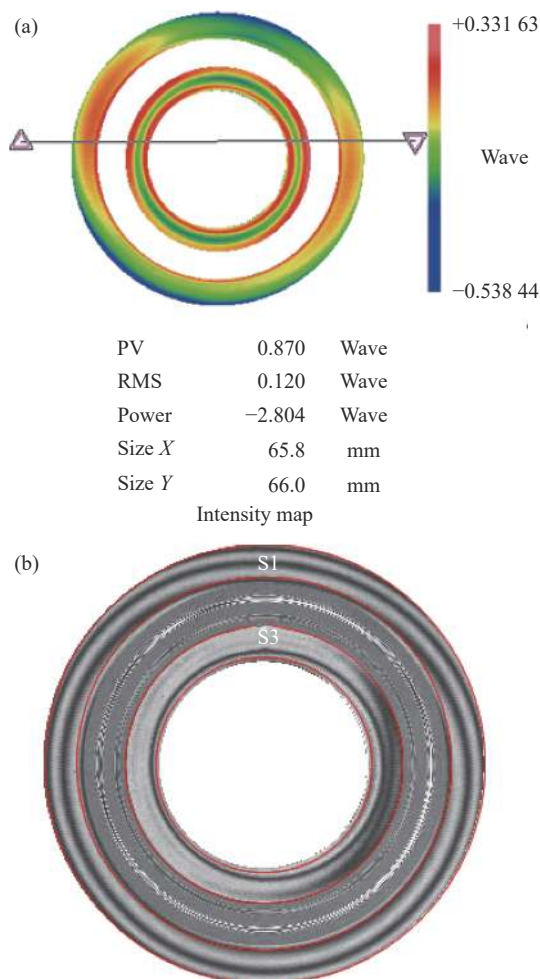 (a)
+0.331 63
Wave
−0.538 44
PV 0.870 Wave
RMS 0.120 Wave
Power −2.804 Wave
Size X 65.8 mm
Size Y 66.0 mm
Intensity map
(b)
S1
S3